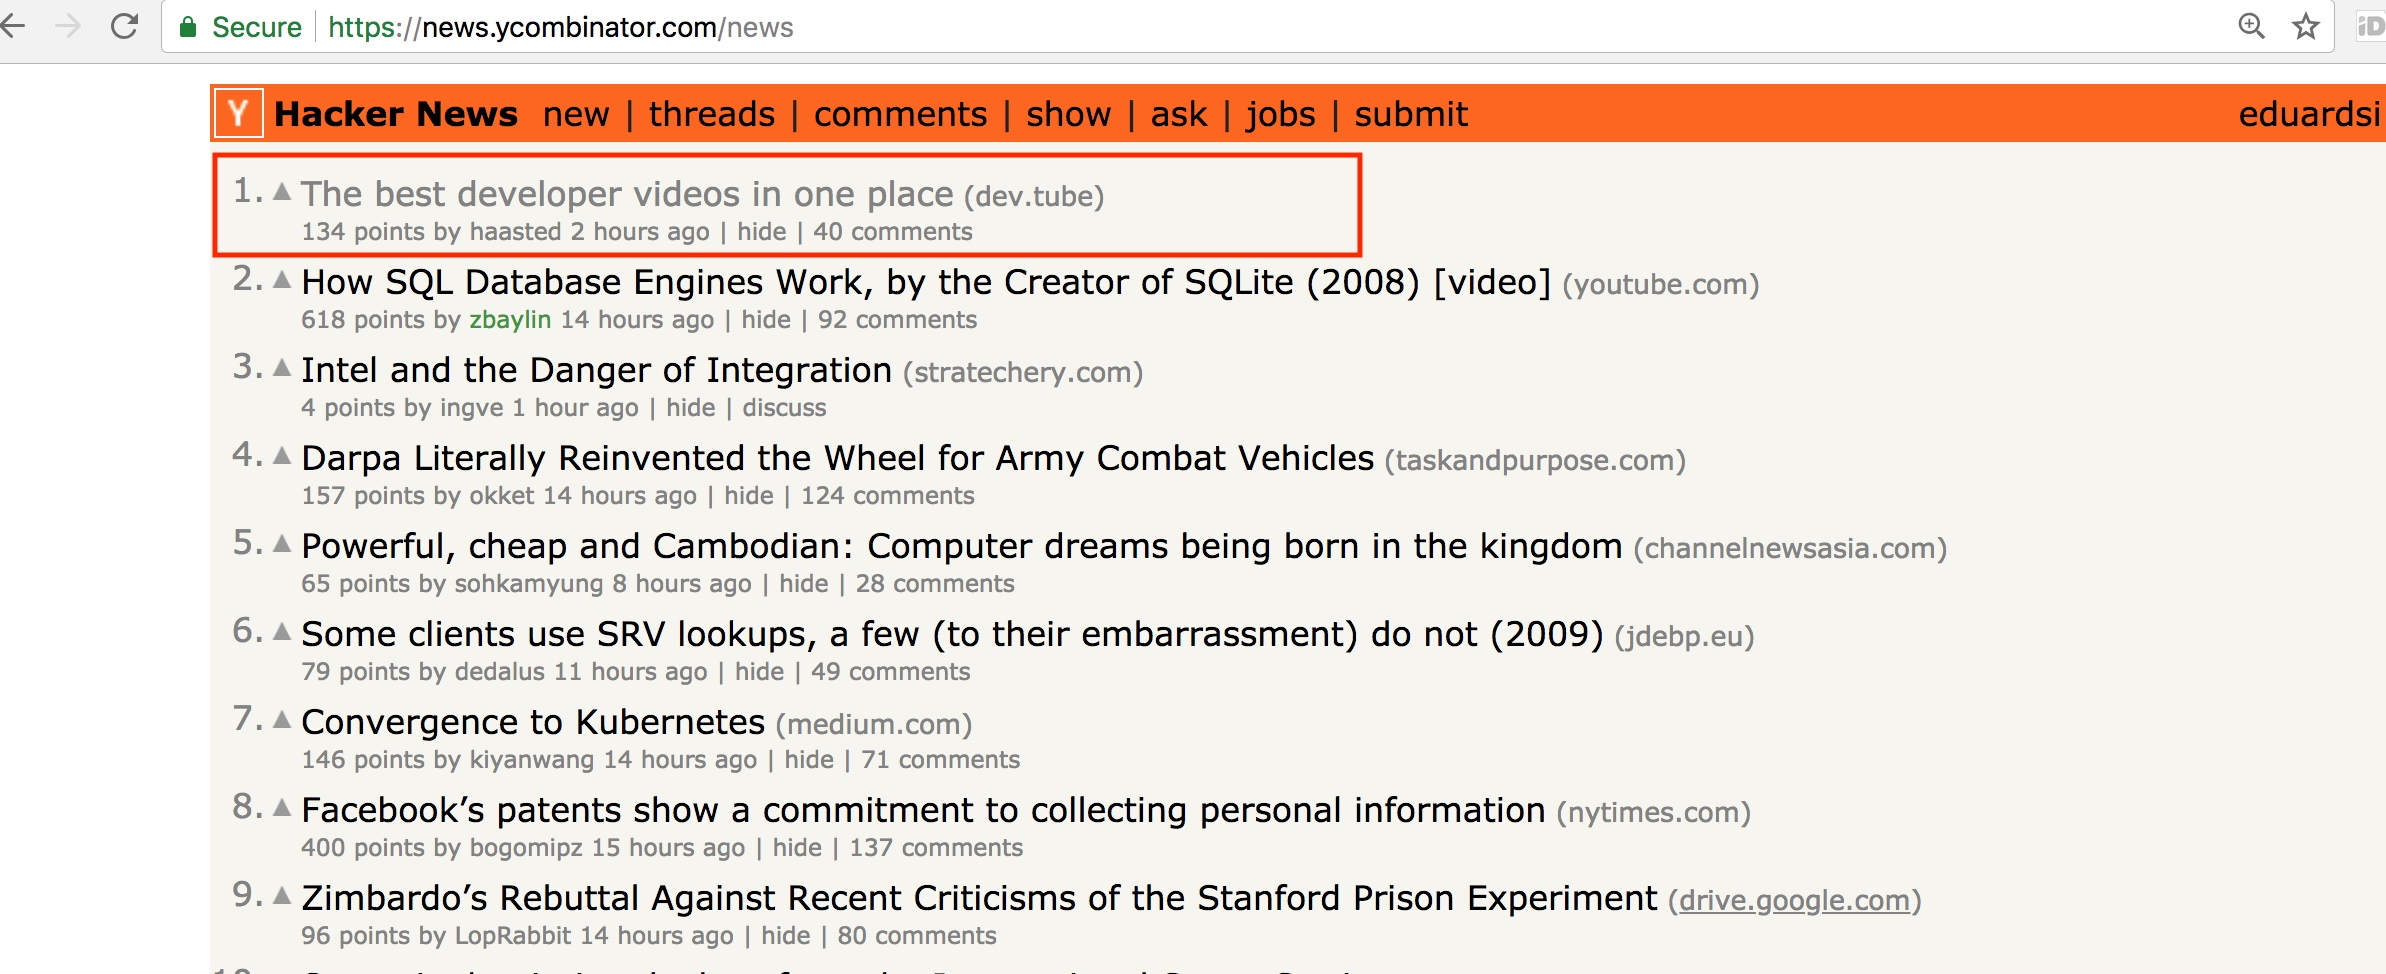 Secure https://news.ycombinator.com/news iD
Y Hacker News new | threads | comments | show | ask | jobs | submit eduardsi
1. ▲ The best developer videos in one place (dev.tube)
134 points by haasted 2 hours ago | hide | 40 comments
2. ▲ How SQL Database Engines Work, by the Creator of SQLite (2008) [video] (youtube.com)
618 points by zbaylin 14 hours ago | hide | 92 comments
3. ▲ Intel and the Danger of Integration (stratechery.com)
4 points by ingve 1 hour ago | hide | discuss
4. ▲ Darpa Literally Reinvented the Wheel for Army Combat Vehicles (taskandpurpose.com)
157 points by okket 14 hours ago | hide | 124 comments
5. ▲ Powerful, cheap and Cambodian: Computer dreams being born in the kingdom (channelnewsasia.com)
65 points by sohkamyung 8 hours ago | hide | 28 comments
6. ▲ Some clients use SRV lookups, a few (to their embarrassment) do not (2009) (jdebp.eu)
79 points by dedalus 11 hours ago | hide | 49 comments
7. ▲ Convergence to Kubernetes (medium.com)
146 points by kiyanwang 14 hours ago | hide | 71 comments
8. ▲ Facebook’s patents show a commitment to collecting personal information (nytimes.com)
400 points by bogomipz 15 hours ago | hide | 137 comments
9. ▲ Zimbardo’s Rebuttal Against Recent Criticisms of the Stanford Prison Experiment (drive.google.com)
96 points by LopRabbit 14 hours ago | hide | 80 comments